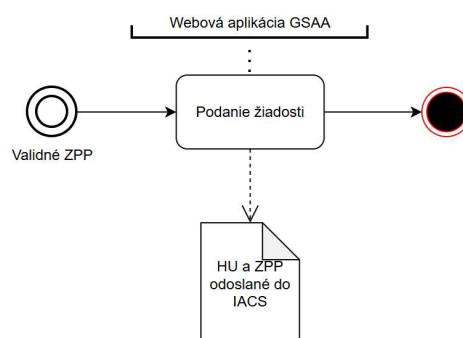 Webová aplikácia GSAA
Podanie žiadosti
Validné ZPP
HU a ZPP
odoslané do
IACS